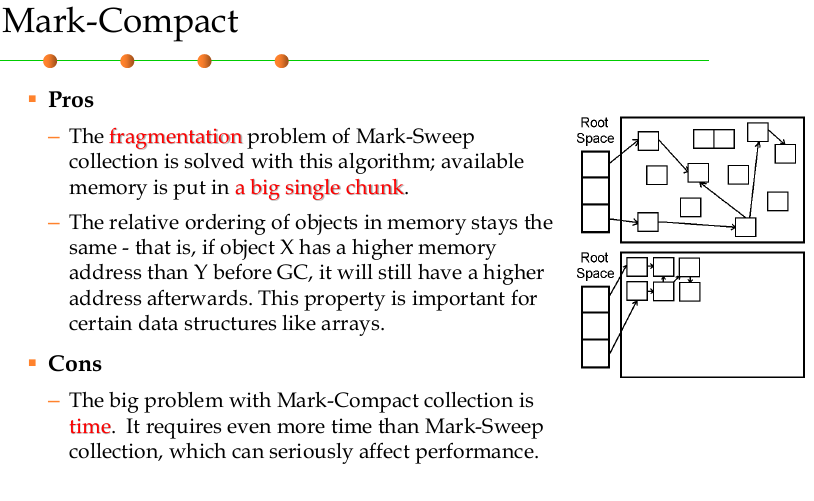 Mark-Compact
Pros
– The fragmentation problem of Mark-Sweep
collection is solved with this algorithm; available
memory is put in a big single chunk.
– The relative ordering of objects in memory stays the
same - that is, if object X has a higher memory
address than Y before GC, it will still have a higher
address afterwards. This property is important for
certain data structures like arrays.
Cons
– The big problem with Mark-Compact collection is
time. It requires even more time than Mark-Sweep
collection, which can seriously affect performance.
Root
Space
Root
Space